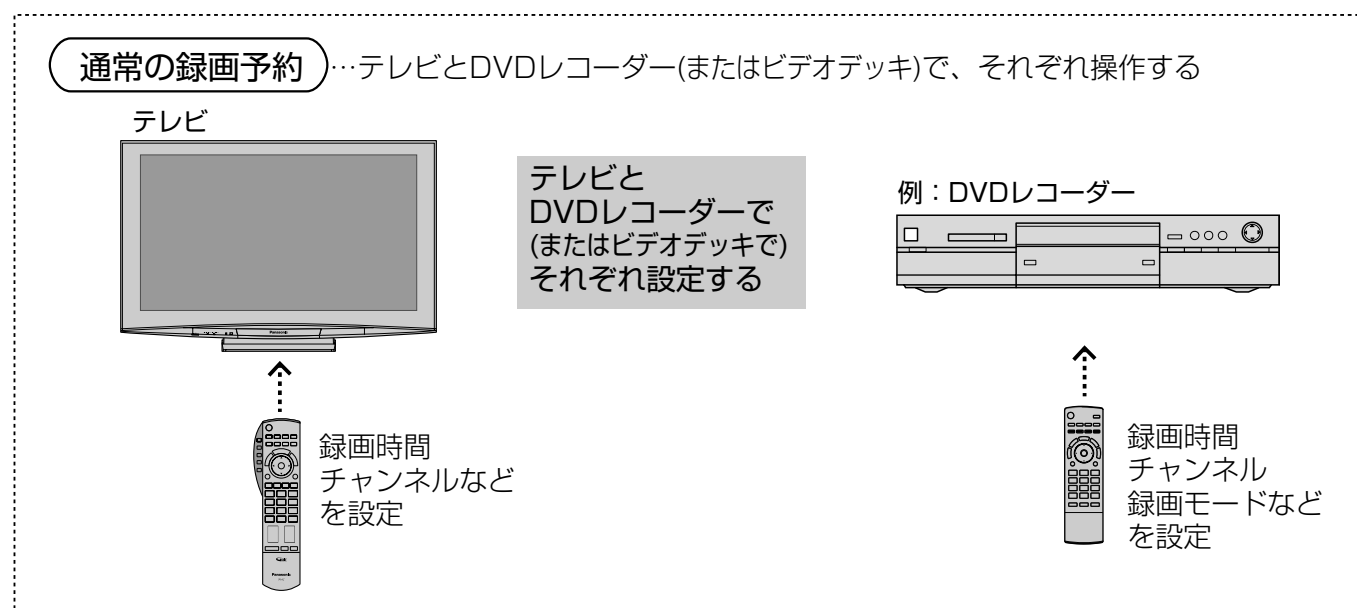 通常の録画予約…テレビとDVDレコーダー(またはビデオデッキ)で、それぞれ操作する
テレビ
テレビと
DVDレコーダーで
(またはビデオデッキで)
それぞれ設定する
例：DVDレコーダー
Panasonic
録画時間
チャンネルなど
を設定
Panasonic
録画時間
チャンネル
録画モードなど
を設定